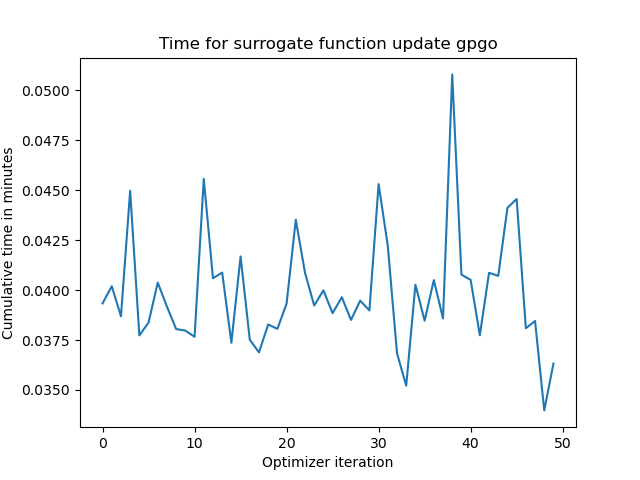 Time for surrogate function update gpgo
Cumulative time in minutes
0.0500
0.0475
0.0450
0.0425
0.0400
0.0375
0.0350
0 10 20 30 40 50
Optimizer iteration